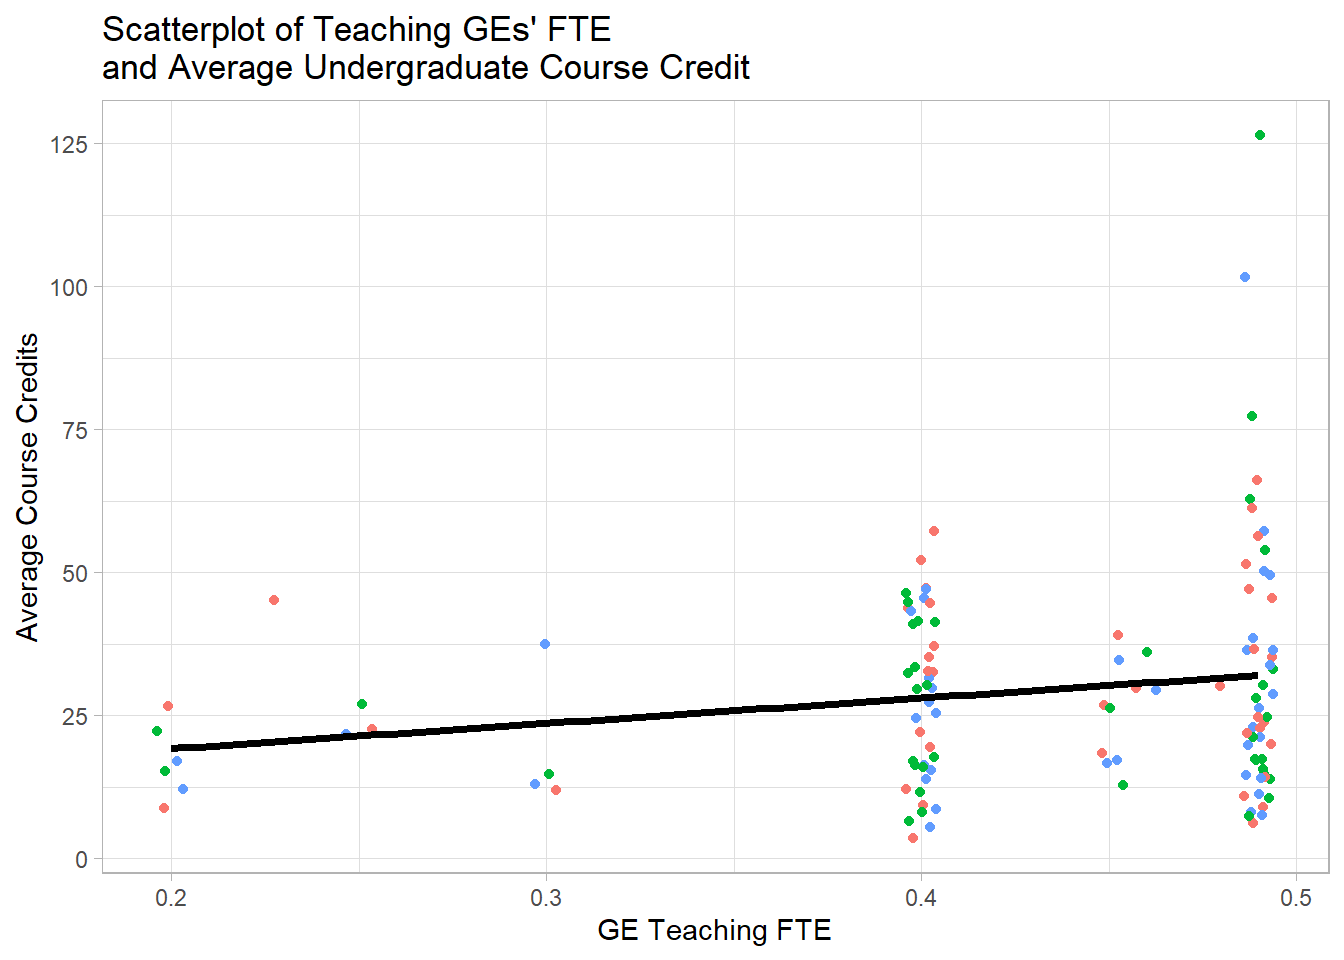 Scatterplot of Teaching GEs' FTE
and Average Undergraduate Course Credit
125
100
75
50
25
0
Average Course Credits
0.2 0.3 0.4 0.5
GE Teaching FTE